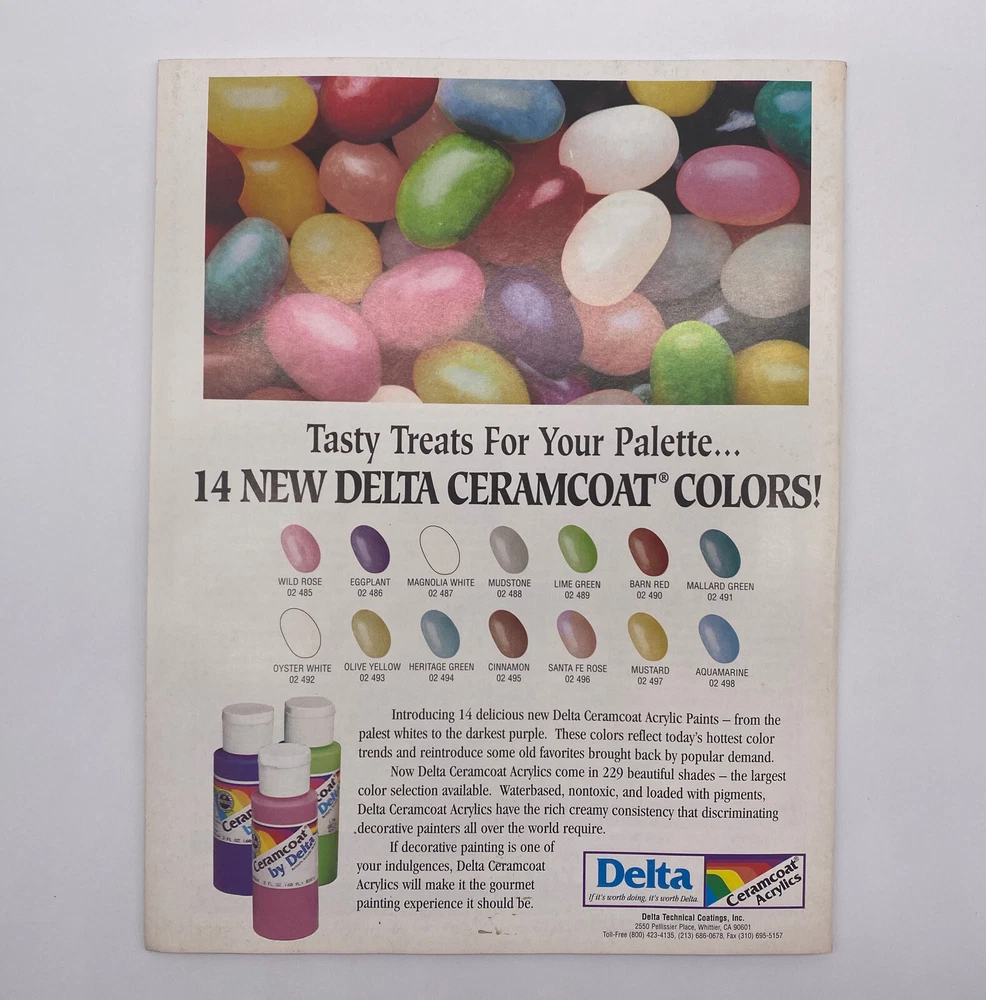 Tasty Treats For Your Palette...
14 NEW DELTA CERAMCOAT® COLORS!
WILD ROSE
02 485
EGGPLANT
02 486
MAGNOLIA WHITE
02 487
MUDSTONE
02 488
LIME GREEN
02 489
BARN RED
02 490
MALLARD GREEN
02 491
OYSTER WHITE
02 492
OLIVE YELLOW
02 493
HERITAGE GREEN
02 494
CINNAMON
02 495
SANTA FE ROSE
02 496
MUSTARD
02 497
AQUAMARINE
02 498
Introducing 14 delicious new Delta Ceramcoat Acrylic Paints – from the
palest whites to the darkest purple. These colors reflect today's hottest color
trends and reintroduce some old favorites brought back by popular demand.
Now Delta Ceramcoat Acrylics come in 229 beautiful shades – the largest
color selection available. Waterbased, nontoxic, and loaded with pigments,
Delta Ceramcoat Acrylics have the rich creamy consistency that discriminating
decorative painters all over the world require.
If decorative painting is one of
your indulgences, Delta Ceramcoat
Acrylics will make it the gourmet
painting experience it should be.
Ceramcoat®
by Delta
Delta
If it's worth doing, it's worth Delta.
Ceramcoat®
Acrylics
Delta Technical Coatings, Inc.
2550 Pellissier Place, Whittier, CA 90601
Toll-Free (800) 423-4135, (213) 686-0678, Fax (310) 695-5157